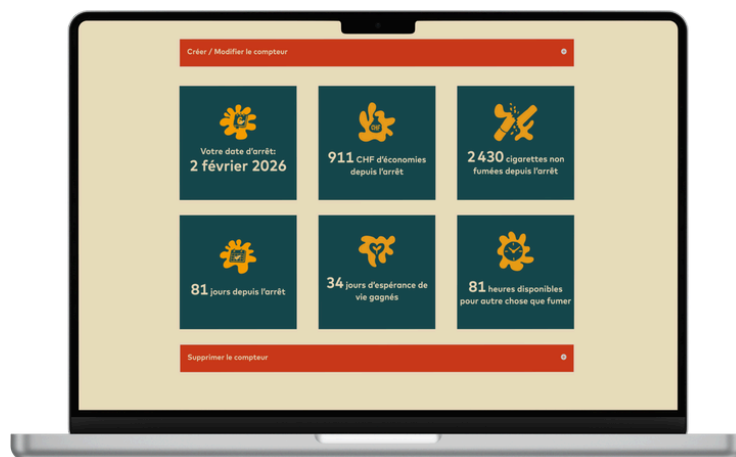 Créer / Modifier le compteur
Votre date d'arrêt:
2 février 2026
911 CHF d'économies
depuis l'arrêt
2 430 cigarettes non
fumées depuis l'arrêt
81 jours depuis l'arrêt
34 jours d'espérance de
vie gagnés
81 heures disponibles
pour autre chose que fumer
Supprimer le compteur